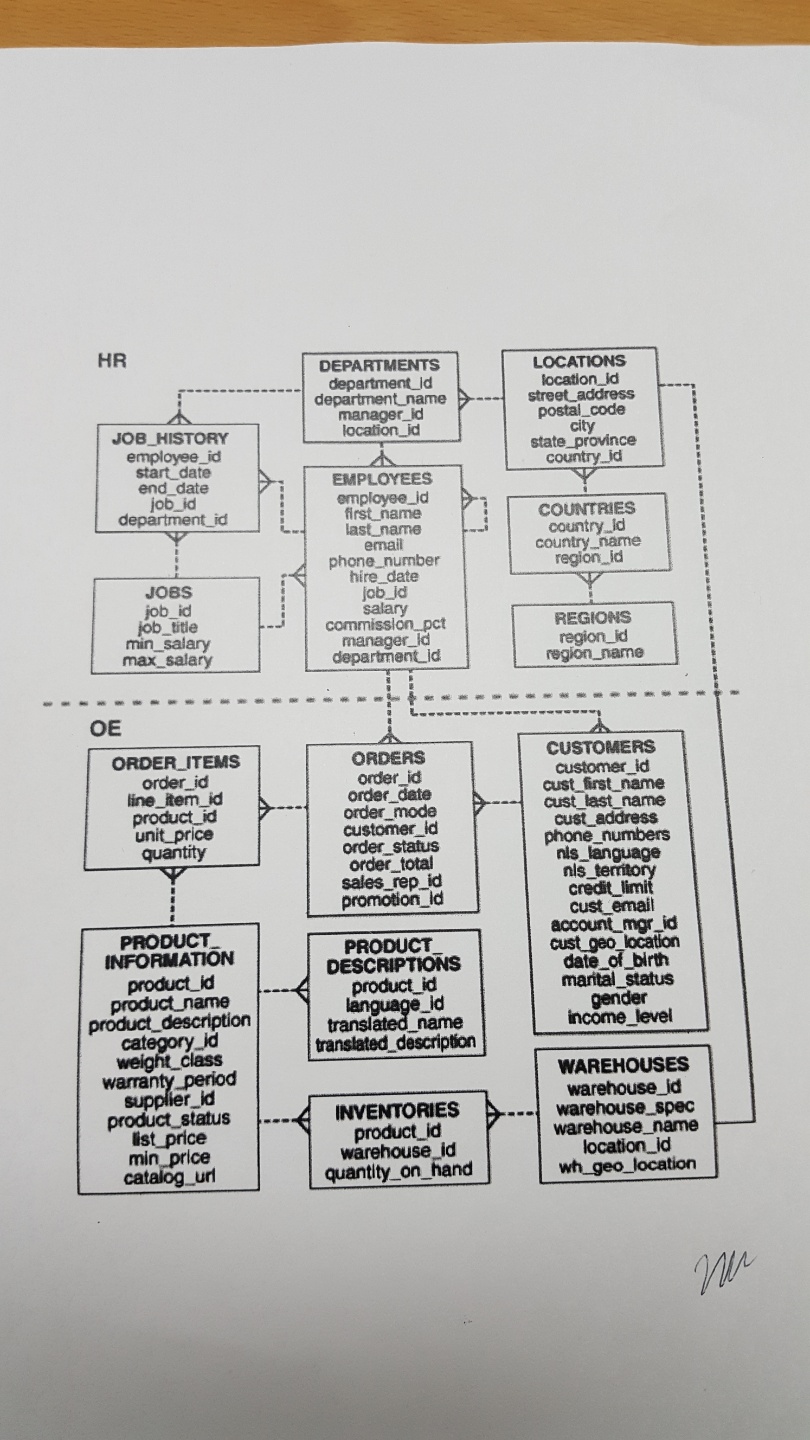 HR
DEPARTMENTS
department_id
department_name
manager_id
location_id
LOCATIONS
location_id
street_address
postal_code
city
state_province
country_id
JOB_HISTORY
employee_id
start_date
end_date
job_id
department_id
EMPLOYEES
employee_id
first_name
last_name
email
phone_number
hire_date
job_id
salary
commission_pct
manager_id
department_id
COUNTRIES
country_id
country_name
region_id
JOBS
job_id
job_title
min_salary
max_salary
REGIONS
region_id
region_name
OE
ORDER_ITEMS
order_id
line_item_id
product_id
unit_price
quantity
ORDERS
order_id
order_date
order_mode
customer_id
order_status
order_total
sales_rep_id
promotion_id
CUSTOMERS
customer_id
cust_first_name
cust_last_name
cust_address
phone_numbers
nls_language
nls_territory
credit_limit
cust_email
account_mgr_id
cust_geo_location
date_of_birth
marital_status
gender
income_level
PRODUCT_
INFORMATION
product_id
product_name
product_description
category_id
weight_class
warranty_period
supplier_id
product_status
list_price
min_price
catalog_url
PRODUCT_
DESCRIPTIONS
product_id
language_id
translated_name
translated_description
INVENTORIES
product_id
warehouse_id
quantity_on_hand
WAREHOUSES
warehouse_id
warehouse_spec
warehouse_name
location_id
wh_geo_location